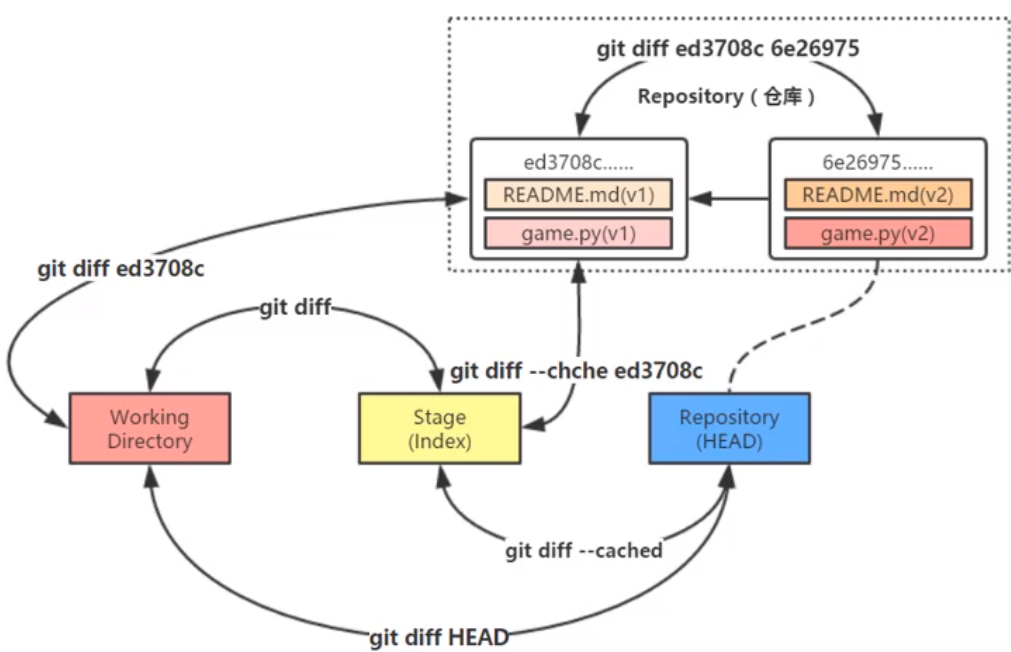 git diff ed3708c 6e26975
Repository（仓库）
ed3708c......
README.md(v1)
game.py(v1)
6e26975......
README.md(v2)
game.py(v2)
git diff ed3708c
git diff
git diff --chche ed3708c
Working
Directory
Stage
(Index)
Repository
(HEAD)
git diff --cached
git diff HEAD